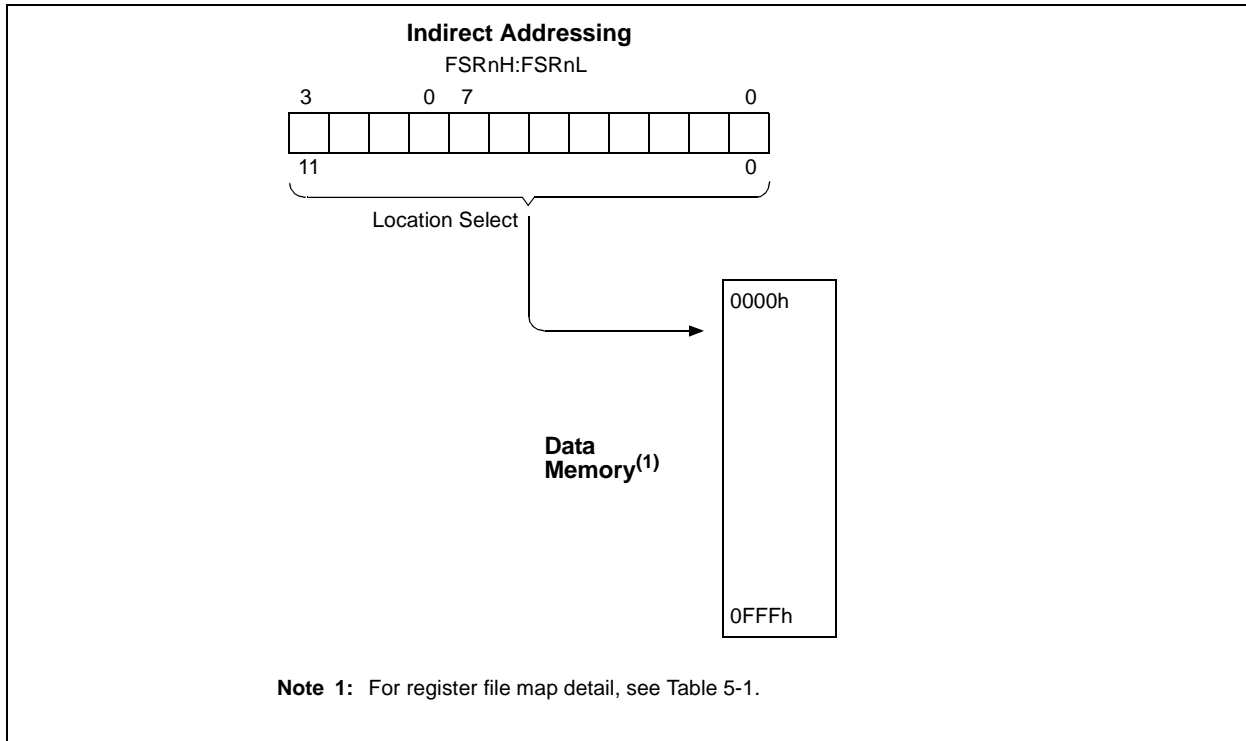 Indirect Addressing
FSRnH:FSRnL
3 0 7 0
11 0
Location Select
0000h
Data
Memory(1)
0FFFh
Note 1: For register file map detail, see Table 5-1.